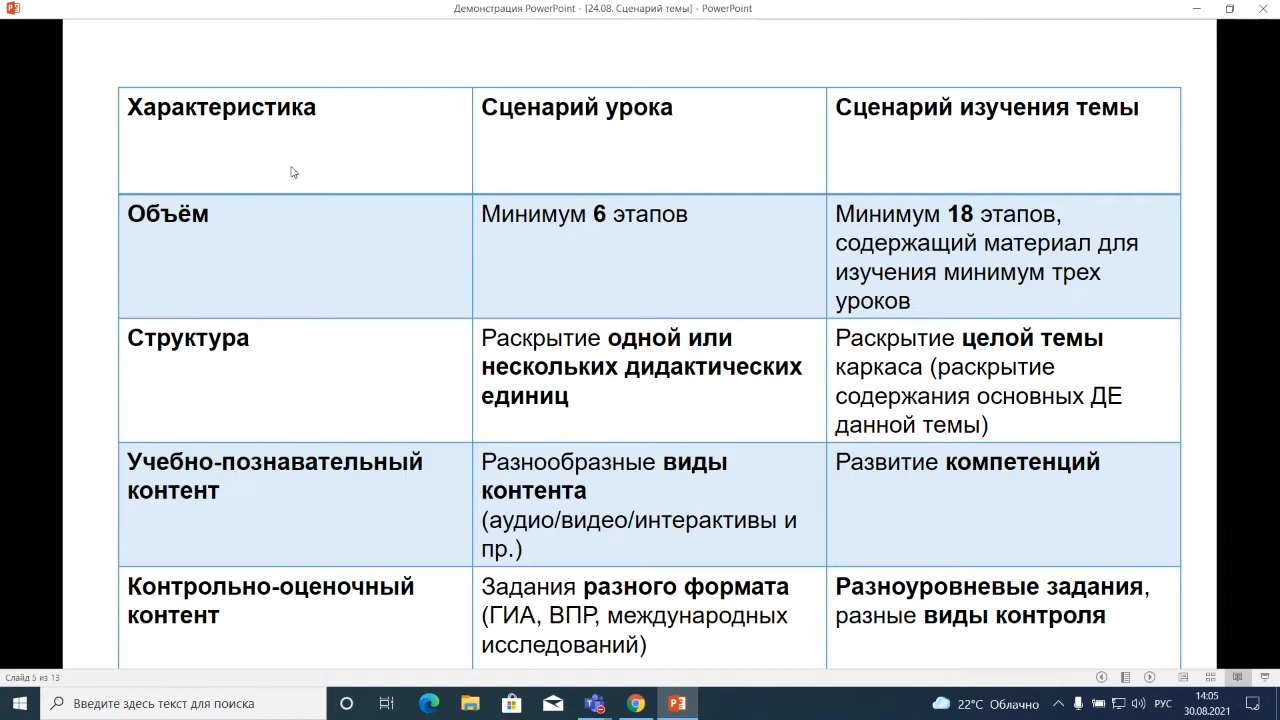 Демонстрация PowerPoint - [24.08. Сценарий темы] - PowerPoint
Характеристика
Сценарий урока
Сценарий изучения темы
Объём
Минимум 6 этапов
Минимум 18 этапов,
содержащий материал для
изучения минимум трех
уроков
Структура
Раскрытие одной или
нескольких дидактических
единиц
Раскрытие целой темы
каркаса (раскрытие
содержания основных ДЕ
данной темы)
Учебно-познавательный
контент
Разнообразные виды
контента
(аудио/видео/интерактивы и
пр.)
Развитие компетенций
Контрольно-оценочный
контент
Задания разного формата
(ГИА, ВПР, международных
исследований)
Разноуровневые задания,
разные виды контроля
Слайд 5 из 13
Введите здесь текст для поиска
22°C Облачно
РУС
14:05
30.08.2021